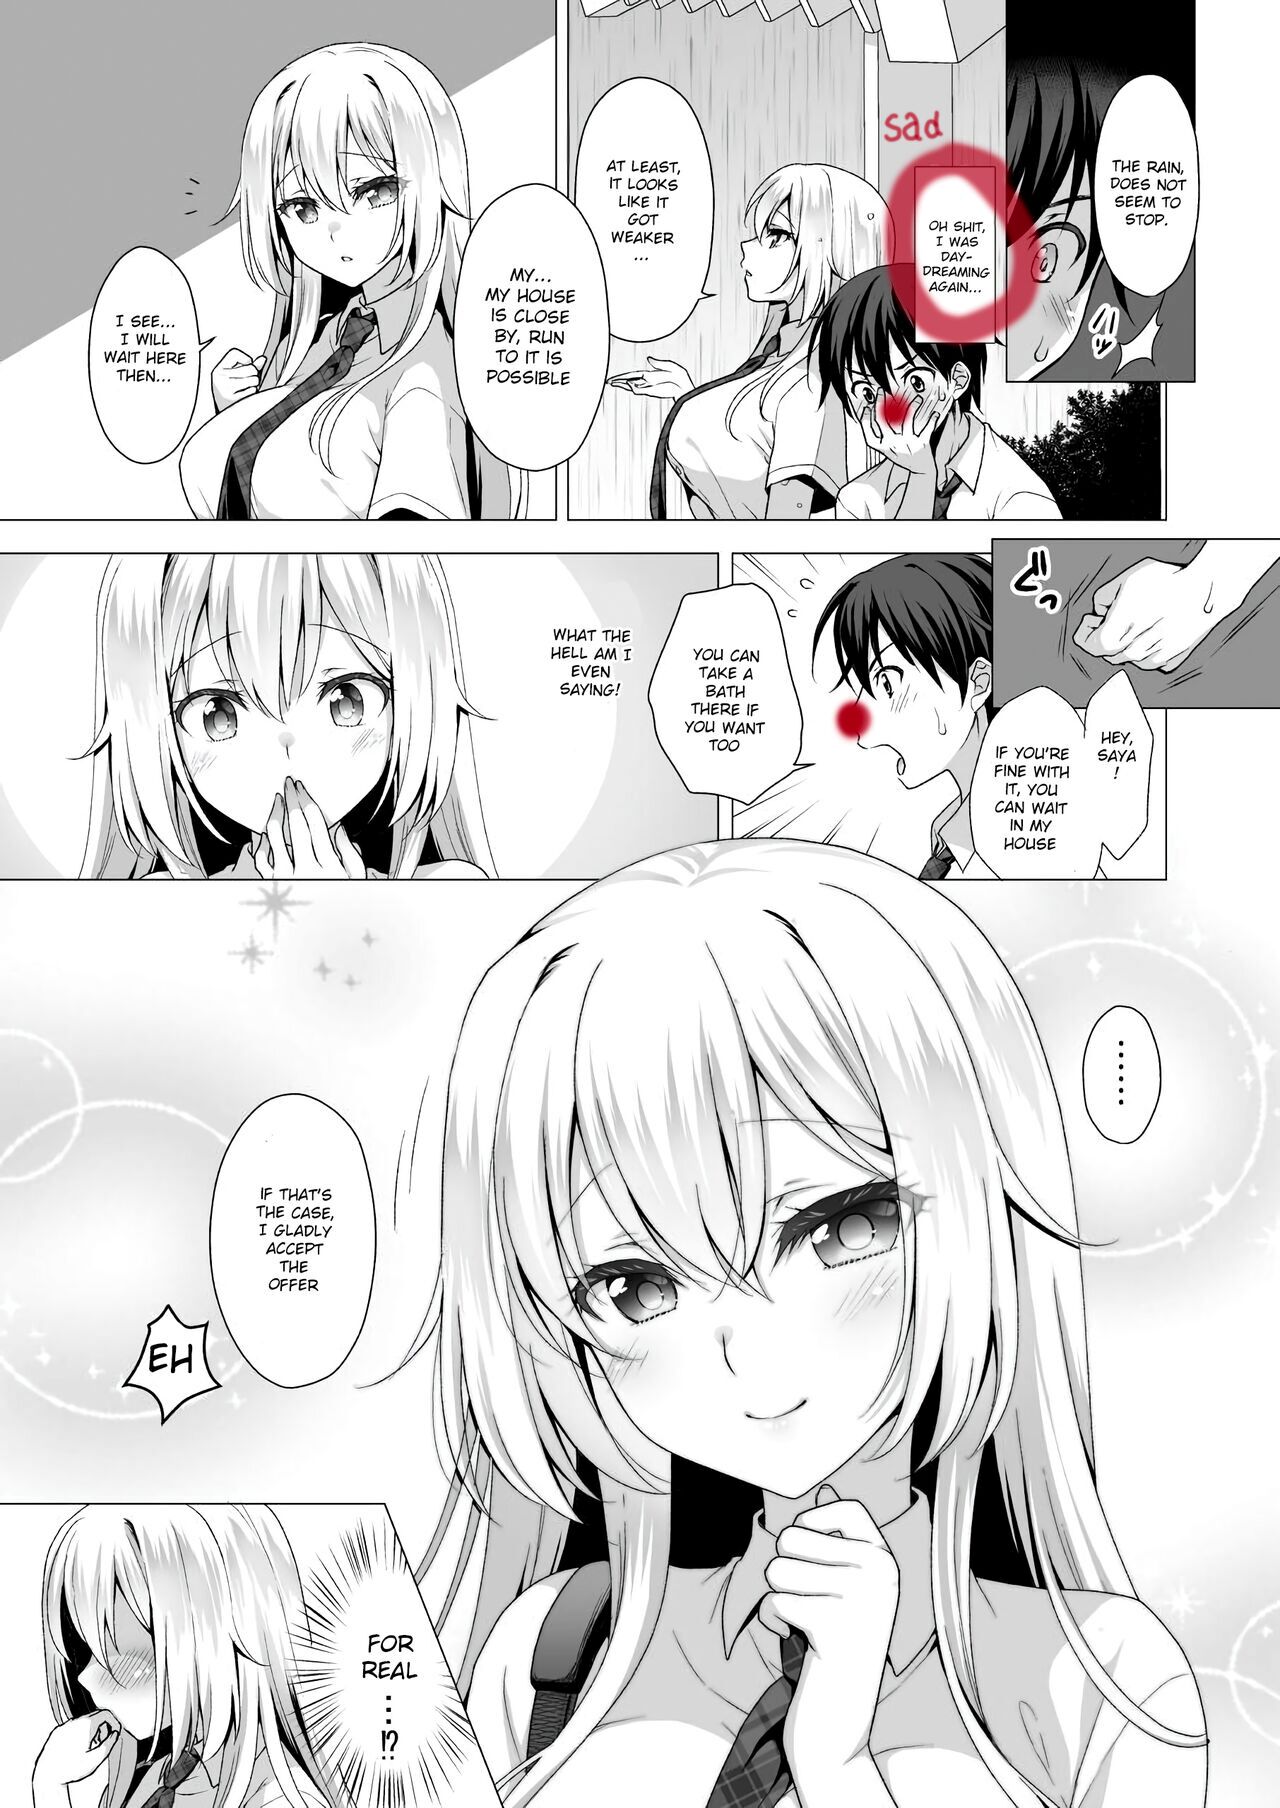 THE RAIN,
DOES NOT
SEEM TO
STOP.
sad
OH SHIT,
I WAS
DAY-
DREAMING
AGAIN...
AT LEAST,
IT LOOKS
LIKE IT
GOT
WEAKER
...
MY...
MY HOUSE
IS CLOSE
BY, RUN
TO IT IS
POSSIBLE
I SEE...
I WILL
WAIT HERE
THEN...
ぐっ
HEY,
SAYA
!
IF YOU'RE
FINE WITH
IT, YOU
CAN WAIT
IN MY
HOUSE
YOU CAN
TAKE A
BATH
THERE IF
YOU WANT
TOO
WHAT THE
HELL AM I
EVEN
SAYING!
......
IF THAT'S
THE CASE,
I GLADLY
ACCEPT
THE
OFFER
EH
FOR
REAL
...
!?